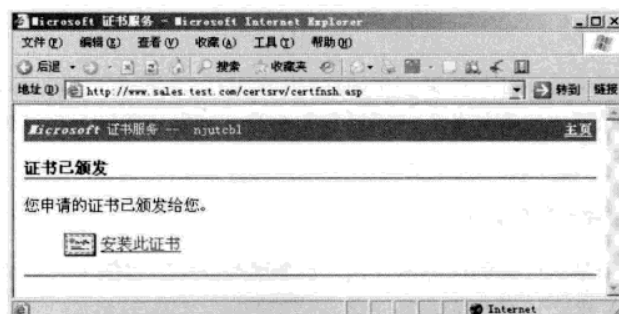 Microsoft 证书服务 - Microsoft Internet Explorer
文件(F) 编辑(E) 查看(V) 收藏(A) 工具(T) 帮助(H)
后退 搜索 收藏夹
地址(D) http://www.sales.test.com/certsrv/certfnsh.asp 转到 链接
Microsoft 证书服务 -- njutcbl 主页
证书已颁发
您申请的证书已颁发给您。
安装此证书
Internet